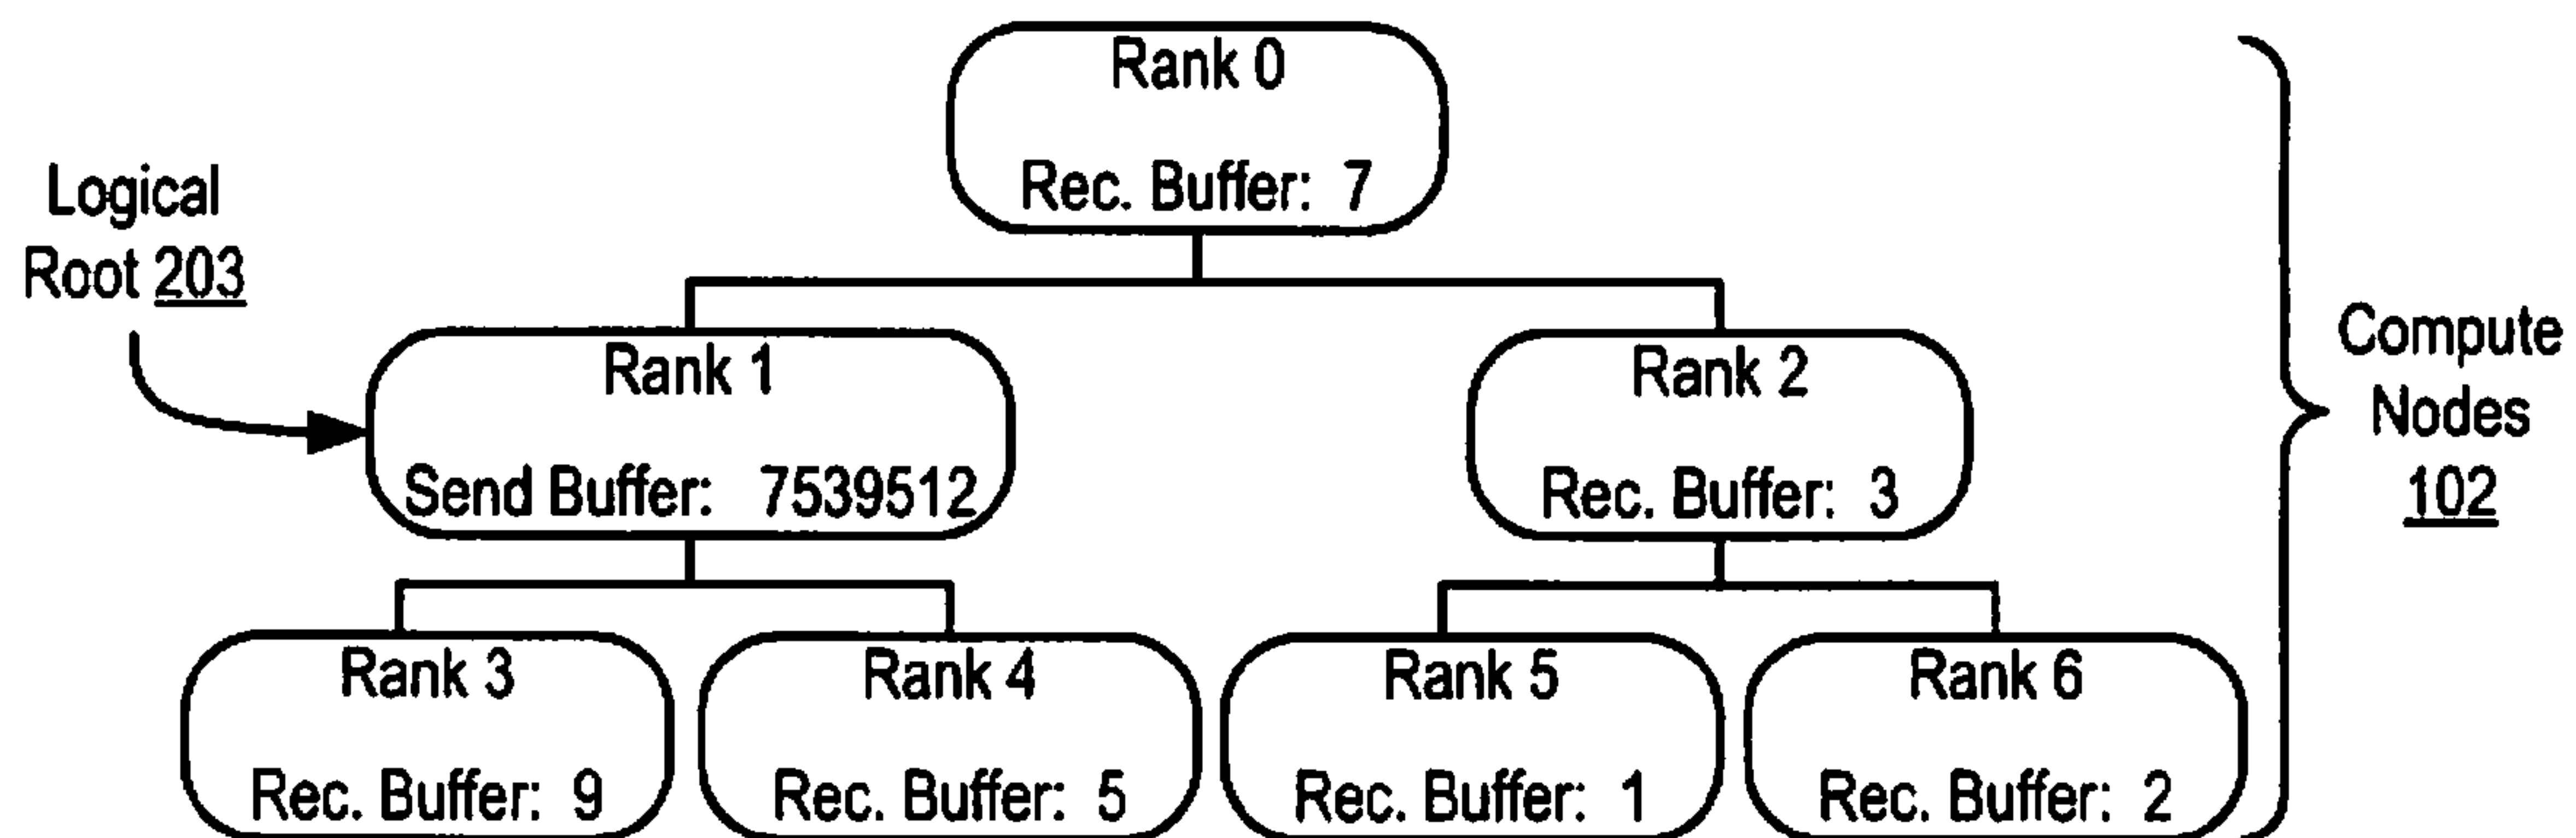 Rank 0
Rec. Buffer: 7
Logical
Root 203
Rank 1
Send Buffer: 7539512
Rank 2
Rec. Buffer: 3
Compute
Nodes
102
Rank 3
Rec. Buffer: 9
Rank 4
Rec. Buffer: 5
Rank 5
Rec. Buffer: 1
Rank 6
Rec. Buffer: 2